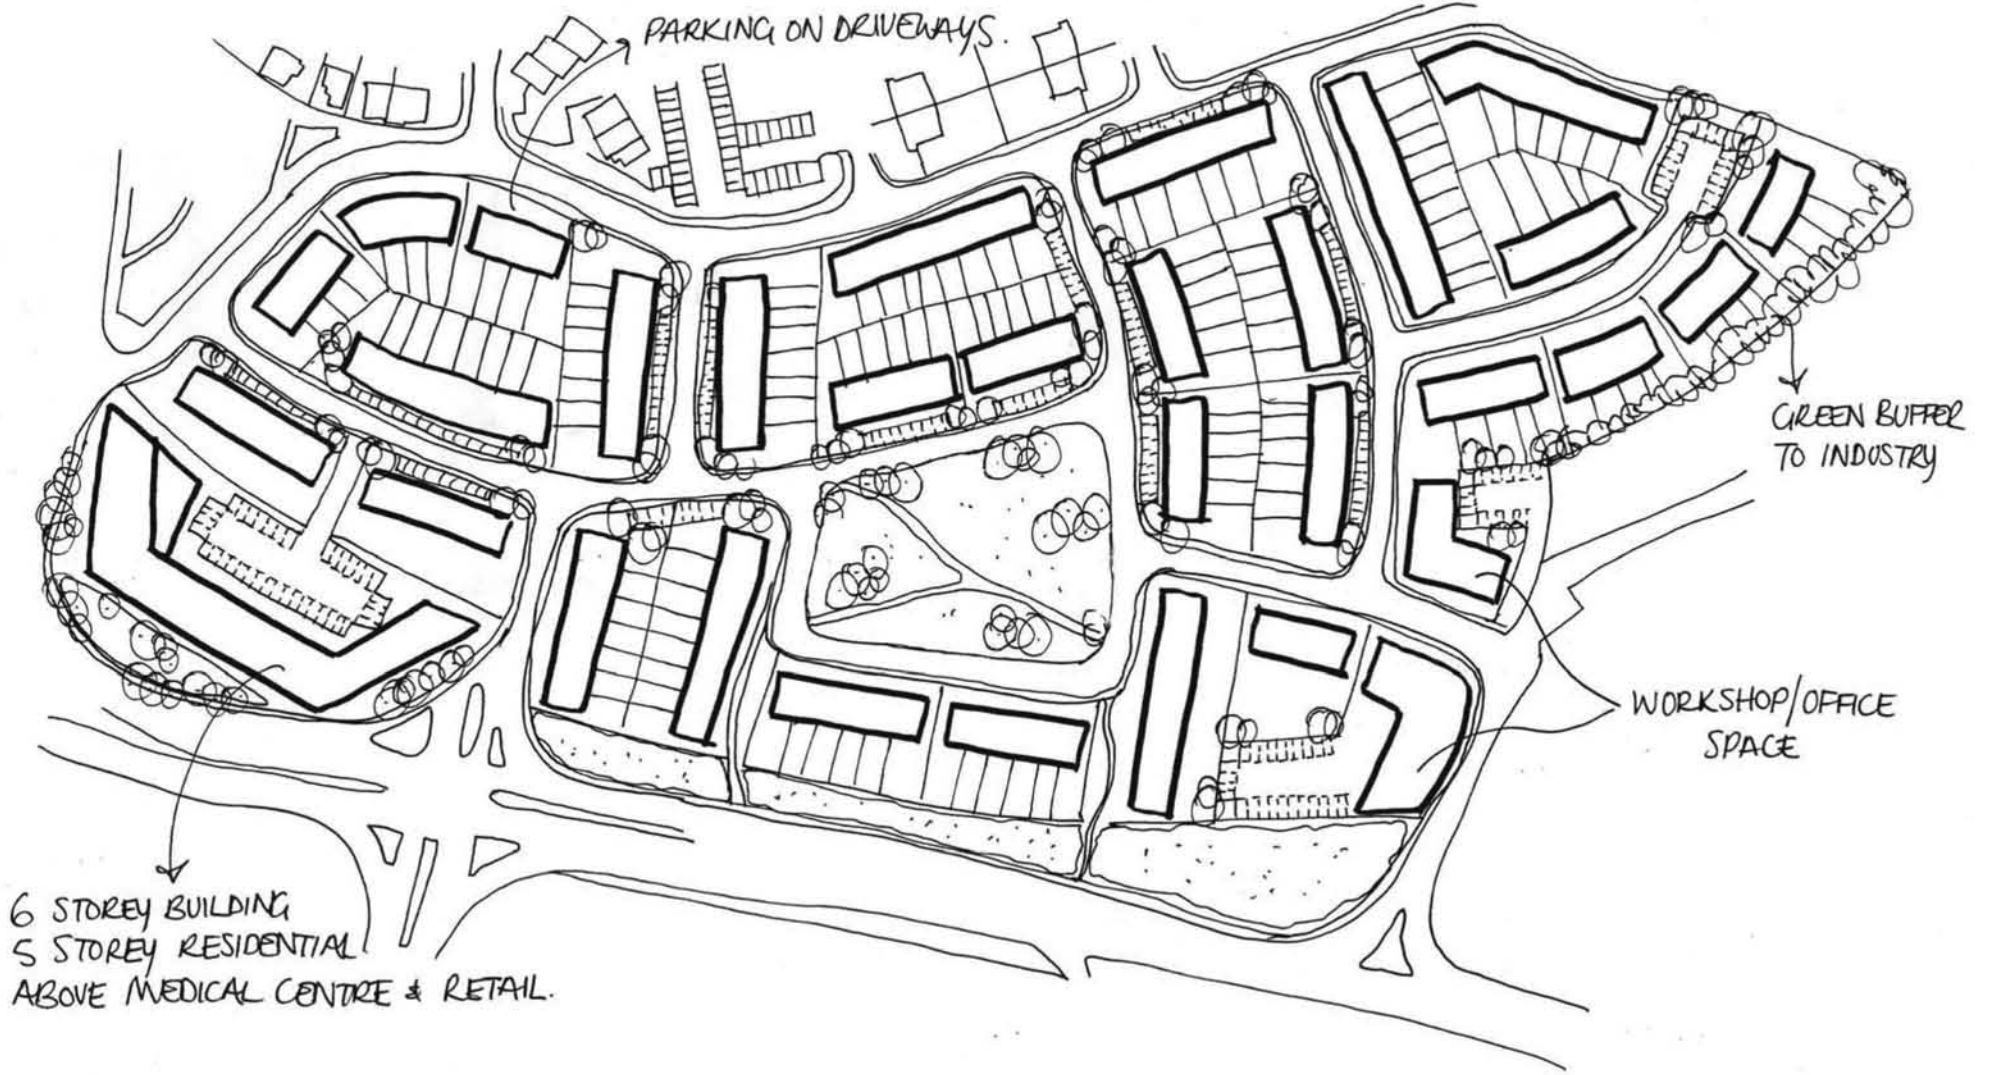 PARKING ON DRIVEWAYS.
GREEN BUFFER
TO INDUSTRY
WORKSHOP/OFFICE
SPACE
6 STOREY BUILDING
5 STOREY RESIDENTIAL
ABOVE MEDICAL CENTRE & RETAIL.